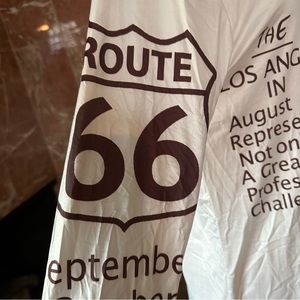 ROUTE
66
eptembe
THE
LOS ANG
IN
August
Represe
Not on
A Grea
Profes
Challe